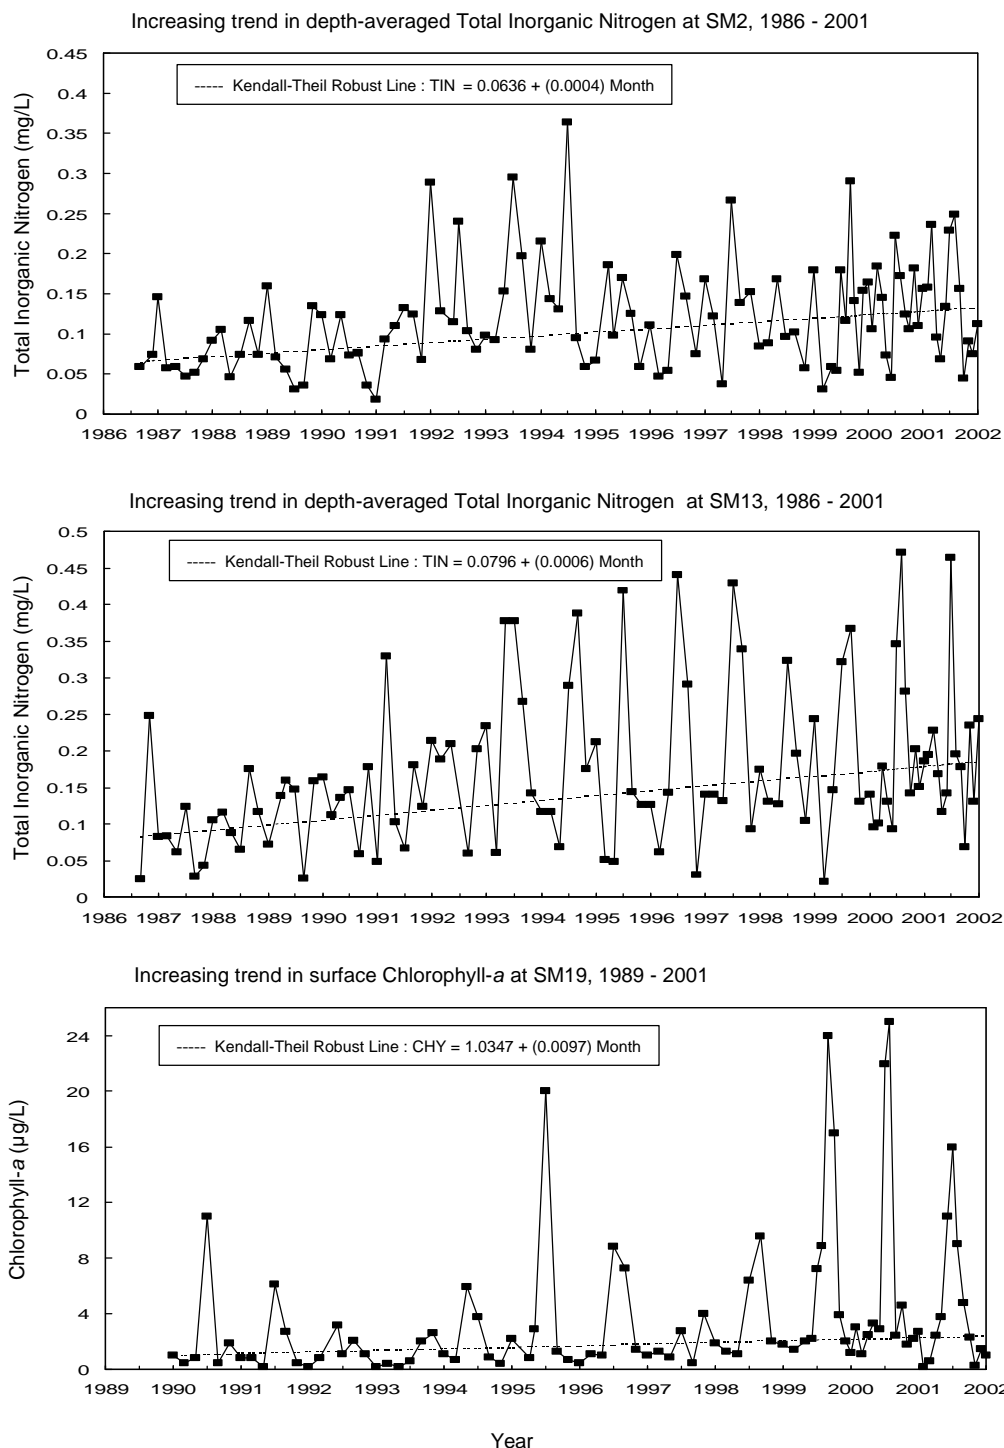 Increasing trend in depth-averaged Total Inorganic Nitrogen at SM2, 1986 - 2001
Total Inorganic Nitrogen (mg/L)
0.45
0.4
0.35
0.3
0.25
0.2
0.15
0.1
0.05
0
----- Kendall-Theil Robust Line : TIN = 0.0636 + (0.0004) Month
1986 1987 1988 1989 1990 1991 1992 1993 1994 1995 1996 1997 1998 1999 2000 2001 2002
Increasing trend in depth-averaged Total Inorganic Nitrogen at SM13, 1986 - 2001
Total Inorganic Nitrogen (mg/L)
0.5
0.45
0.4
0.35
0.3
0.25
0.2
0.15
0.1
0.05
0
----- Kendall-Theil Robust Line : TIN = 0.0796 + (0.0006) Month
1986 1987 1988 1989 1990 1991 1992 1993 1994 1995 1996 1997 1998 1999 2000 2001 2002
Increasing trend in surface Chlorophyll-a at SM19, 1989 - 2001
Chlorophyll-a (µg/L)
24
20
16
12
8
4
0
----- Kendall-Theil Robust Line : CHY = 1.0347 + (0.0097) Month
1989 1990 1991 1992 1993 1994 1995 1996 1997 1998 1999 2000 2001 2002
Year